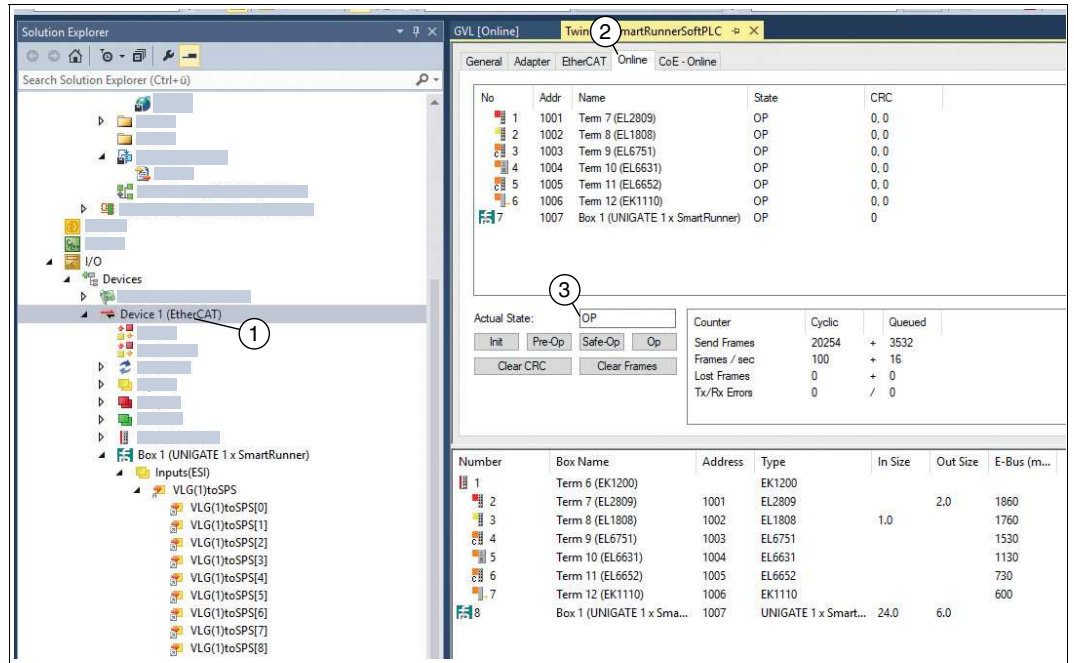 Solution Explorer
Search Solution Explorer (Ctrl+ü)
I/O
Devices
Device 1 (EtherCAT)
1
Box 1 (UNIGATE 1 x SmartRunner)
Inputs(ESI)
VLG(1)toSPS
VLG(1)toSPS[0]
VLG(1)toSPS[1]
VLG(1)toSPS[2]
VLG(1)toSPS[3]
VLG(1)toSPS[4]
VLG(1)toSPS[5]
VLG(1)toSPS[6]
VLG(1)toSPS[7]
VLG(1)toSPS[8]
GVL [Online] Twin martRunnerSoftPLC
2
General Adapter EtherCAT Online CoE - Online
No Addr Name State CRC
1 1001 Term 7 (EL2809) OP 0, 0
2 1002 Term 8 (EL1808) OP 0, 0
3 1003 Term 9 (EL6751) OP 0, 0
4 1004 Term 10 (EL6631) OP 0, 0
5 1005 Term 11 (EL6652) OP 0, 0
6 1006 Term 12 (EK1110) OP 0, 0
7 1007 Box 1 (UNIGATE 1 x SmartRunner) OP 0
3
Actual State: OP
Init Pre-Op Safe-Op Op
Clear CRC Clear Frames
Counter Cyclic Queued
Send Frames 20254 + 3532
Frames / sec 100 + 16
Lost Frames 0 + 0
Tx/Rx Errors 0 / 0
Number Box Name Address Type In Size Out Size E-Bus (m...
1 Term 6 (EK1200) EK1200
2 Term 7 (EL2809) 1001 EL2809 2.0 1860
3 Term 8 (EL1808) 1002 EL1808 1.0 1760
4 Term 9 (EL6751) 1003 EL6751 1530
5 Term 10 (EL6631) 1004 EL6631 1130
6 Term 11 (EL6652) 1005 EL6652 730
7 Term 12 (EK1110) 1006 EK1110 600
8 Box 1 (UNIGATE 1 x Sma... 1007 UNIGATE 1 x Smart... 24.0 6.0